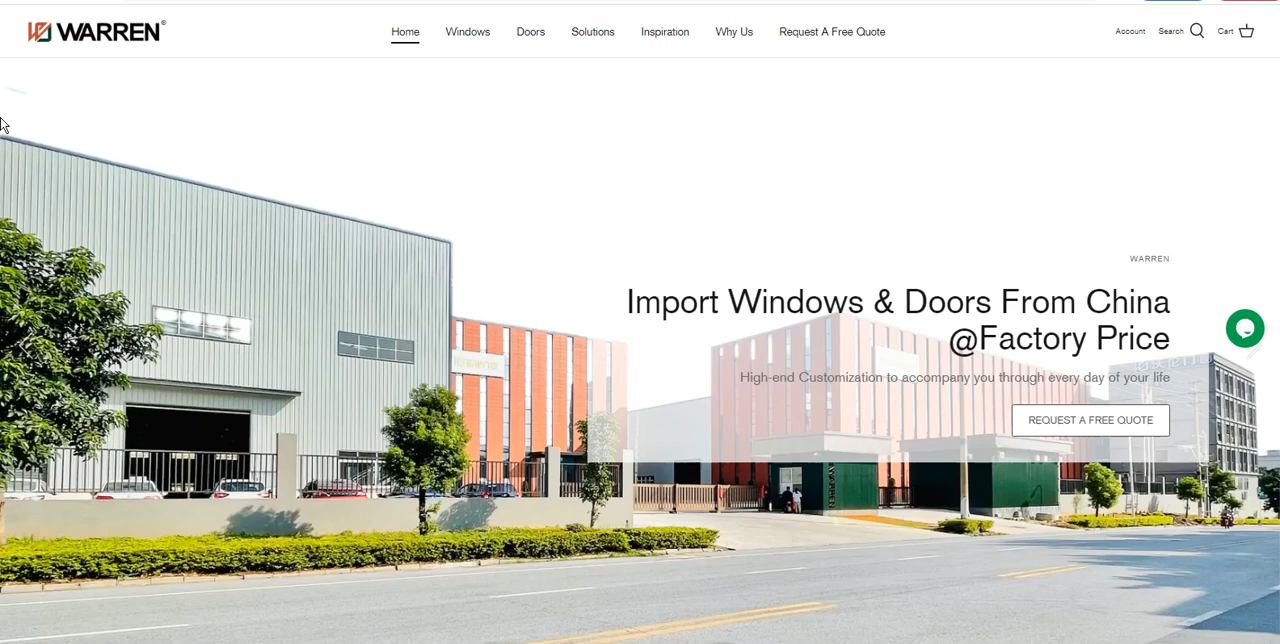 WARREN®
Home Windows Doors Solutions Inspiration Why Us Request A Free Quote
Account Search Cart
WARREN
Import Windows & Doors From China
@Factory Price
High-end Customization to accompany you through every day of your life
REQUEST A FREE QUOTE
WARREN